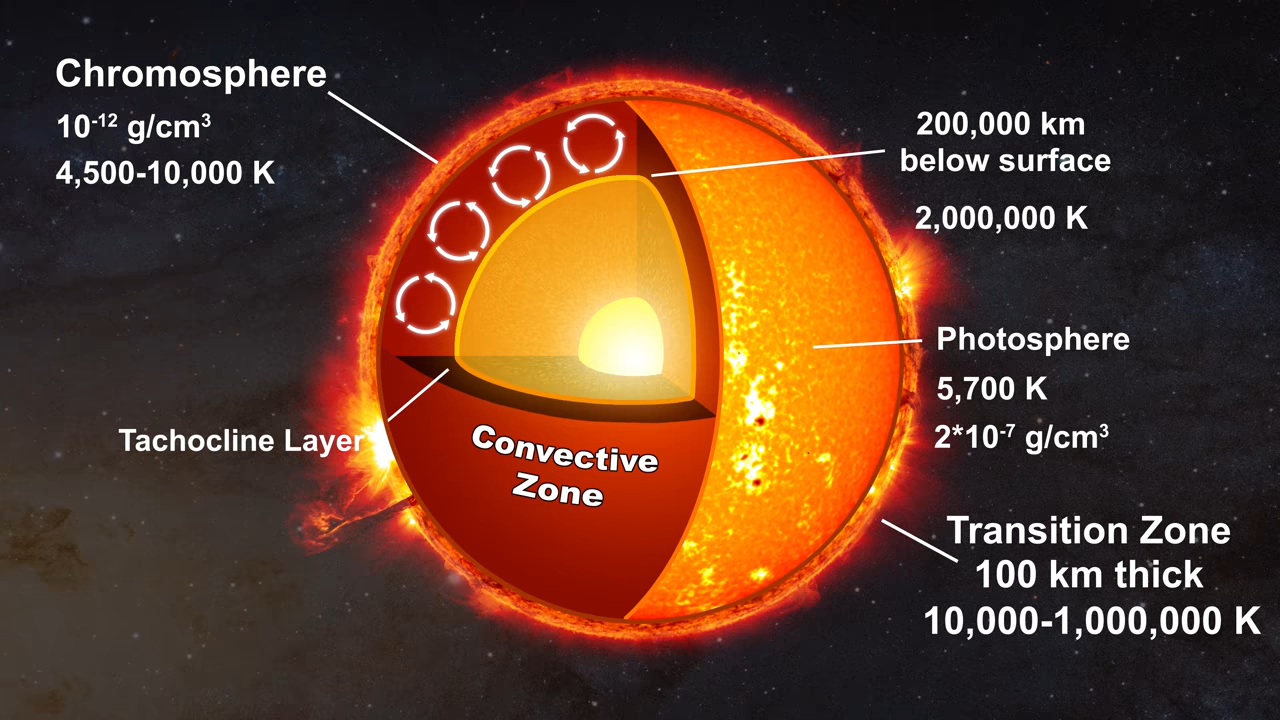 Chromosphere
10⁻¹² g/cm³
4,500-10,000 K
200,000 km
below surface
2,000,000 K
Photosphere
5,700 K
2*10⁻⁷ g/cm³
Tachocline Layer
Convective
Zone
Transition Zone
100 km thick
10,000-1,000,000 K